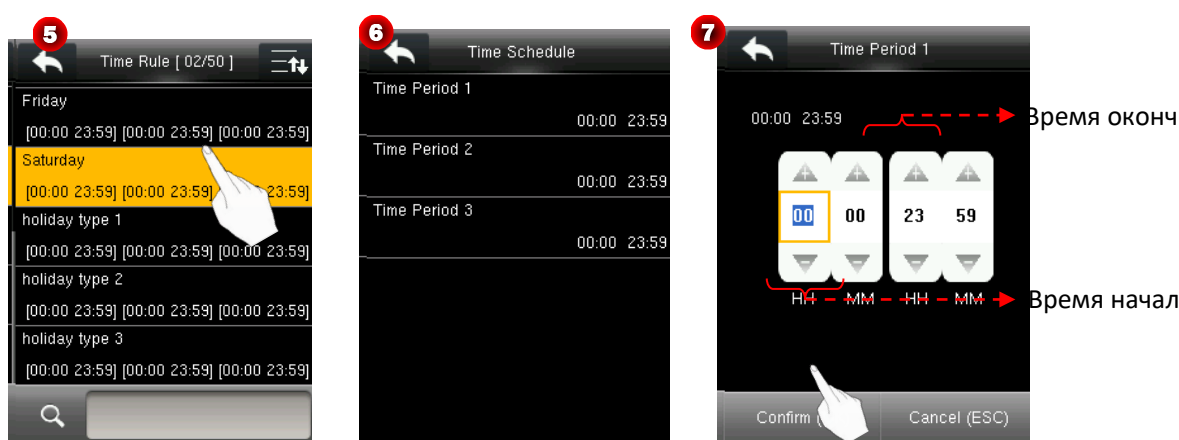 5
Time Rule [ 02/50 ]
Friday
[00:00 23:59] [00:00 23:59] [00:00 23:59]
Saturday
[00:00 23:59] [00:00 23:59] 23:59]
holiday type 1
[00:00 23:59] [00:00 23:59] [00:00 23:59]
holiday type 2
[00:00 23:59] [00:00 23:59] [00:00 23:59]
holiday type 3
[00:00 23:59] [00:00 23:59] [00:00 23:59]
6
Time Schedule
Time Period 1
00:00 23:59
Time Period 2
00:00 23:59
Time Period 3
00:00 23:59
7
Time Period 1
00:00 23:59
Время оконч
00 00 23 59
HH MM HH MM
Время начал
Confirm (
Cancel (ESC)